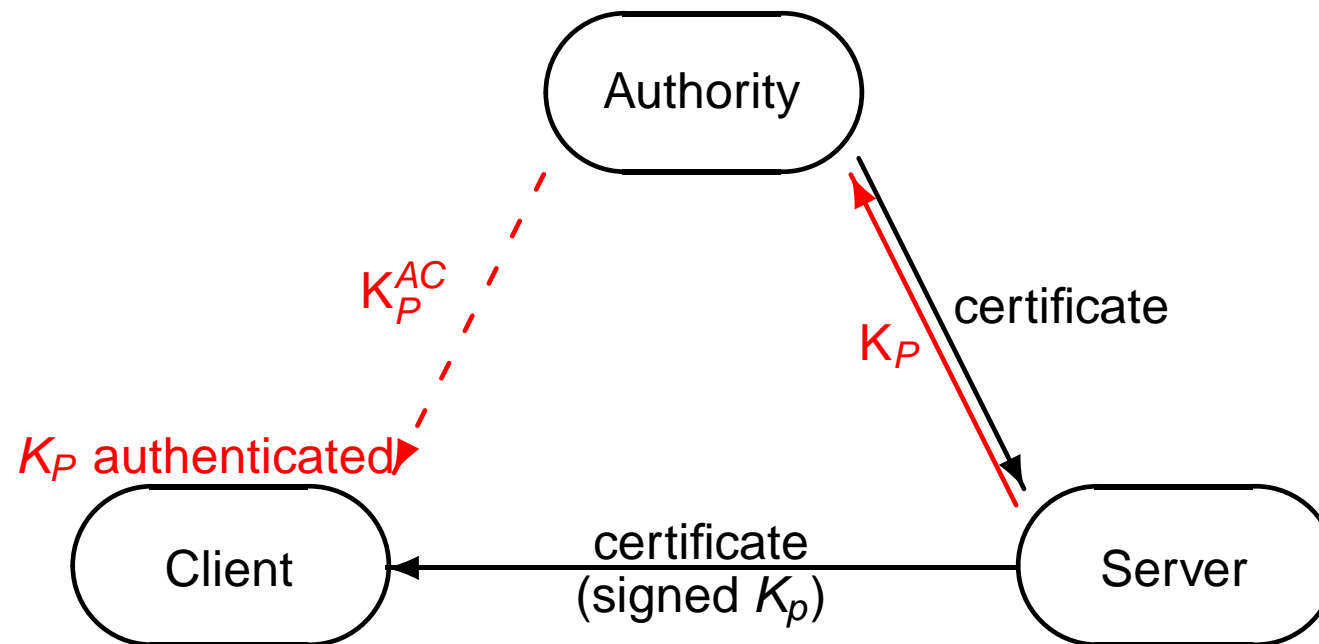 Authority
K_P^{AC}
certificate
K_P
K_P authenticated
certificate
(signed K_p)
Client
Server